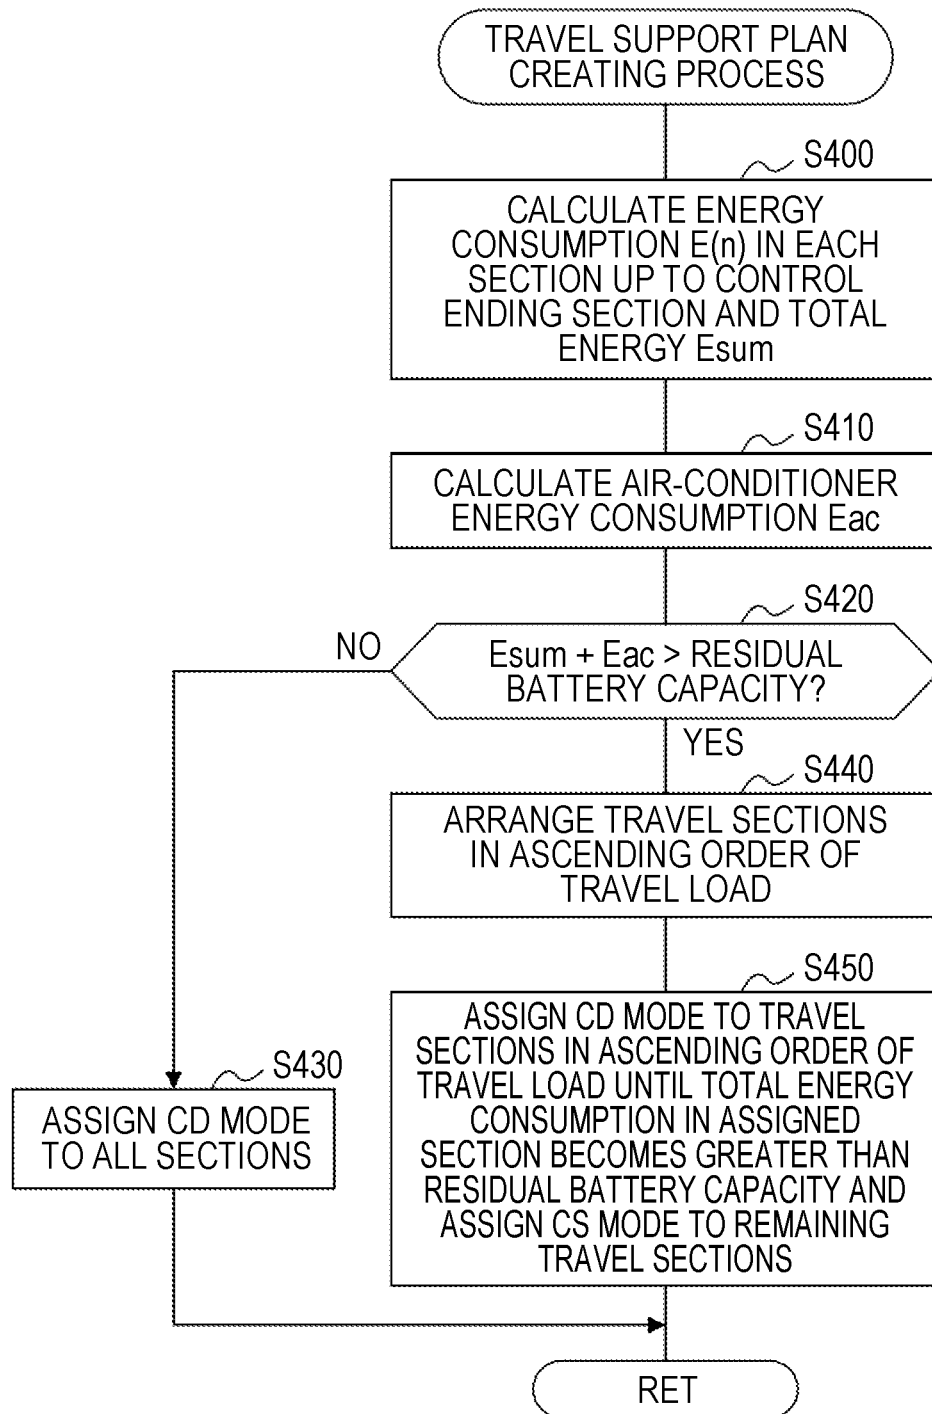 TRAVEL SUPPORT PLAN
CREATING PROCESS
S400
CALCULATE ENERGY
CONSUMPTION E(n) IN EACH
SECTION UP TO CONTROL
ENDING SECTION AND TOTAL
ENERGY Esum
S410
CALCULATE AIR-CONDITIONER
ENERGY CONSUMPTION Eac
S420
NO
Esum + Eac > RESIDUAL
BATTERY CAPACITY?
YES
S440
ARRANGE TRAVEL SECTIONS
IN ASCENDING ORDER OF
TRAVEL LOAD
S450
ASSIGN CD MODE TO TRAVEL
SECTIONS IN ASCENDING ORDER OF
TRAVEL LOAD UNTIL TOTAL ENERGY
CONSUMPTION IN ASSIGNED
SECTION BECOMES GREATER THAN
RESIDUAL BATTERY CAPACITY AND
ASSIGN CS MODE TO REMAINING
TRAVEL SECTIONS
S430
ASSIGN CD MODE
TO ALL SECTIONS
RET